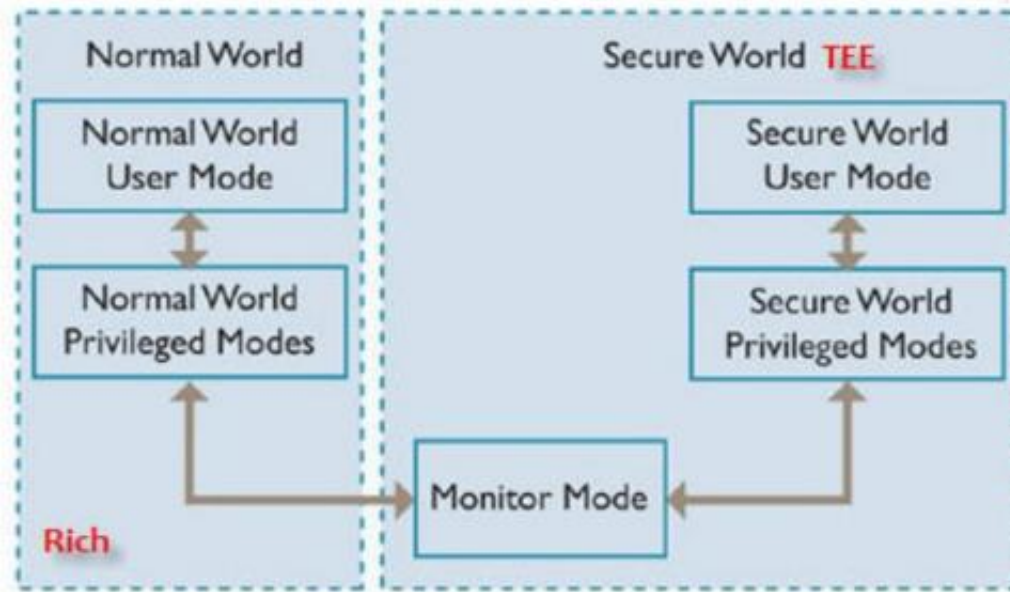 Normal World
Normal World
User Mode
Normal World
Privileged Modes
Rich
Secure World TEE
Secure World
User Mode
Secure World
Privileged Modes
Monitor Mode